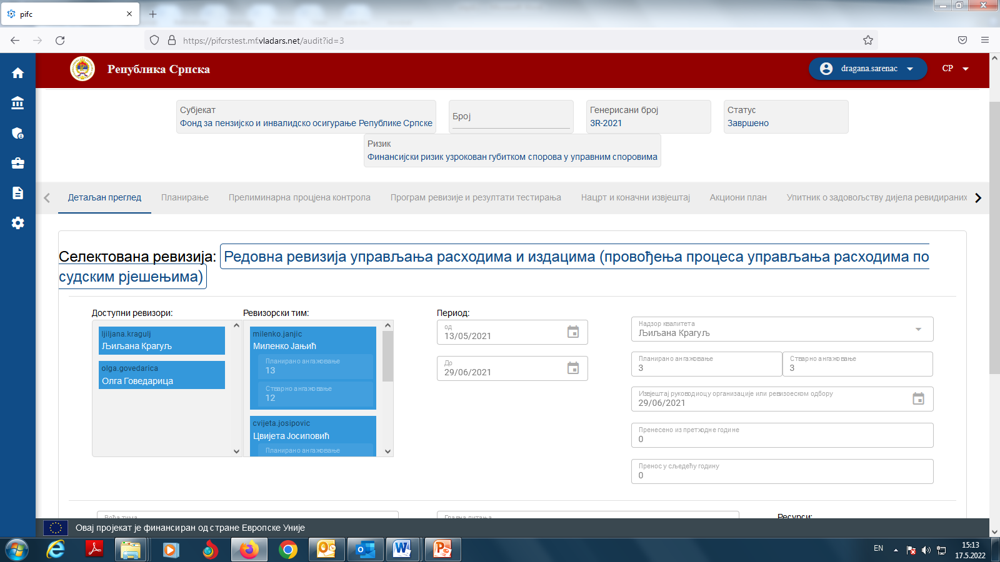 pifc
https://pifcrstest.mf.vladars.net/audit?id=3
Република Српска
dragana.sarenac
СР
Субјекат
Фонд за пензијско и инвалидско осигурање Републике Српске
Број
Генерисани број
3R-2021
Статус
Завршено
Ризик
Финансијски ризик узрокован губитком спорова у управним споровима
Детаљан преглед
Планирање
Прелиминарна процјена контрола
Програм ревизије и резултати тестирања
Нацрт и коначни извјештај
Акциони план
Упитник о задовољству дијела ревидираних
Селектована ревизија: Редовна ревизија управљања расходима и издацима (провођења процеса управљања расходима по
судским рјешењима)
Доступни ревизори:
ljiljana.kragulj
Љиљана Крагуљ
olga.govedarica
Олга Говедарица
Ревизорски тим:
milenko.janjic
Миленко Јањић
Планирано ангажовање
13
Стварно ангажовање
12
cvijeta.josipovic
Цвијета Јосиповић
Планирано ангажовање
Период:
од
13/05/2021
До
29/06/2021
Надзор квалитета
Љиљана Крагуљ
Планирано ангажовање
3
Стварно ангажовање
3
Извјештај руководиоцу организације или ревизоеском одбору
29/06/2021
Пренесено из претходне године
0
Пренос у сљедећу годину
0
Вођа тима
Главна питања
Ресурси:
Овај пројекат је финансиран од стране Европске Уније
EN
15:13
17.5.2022